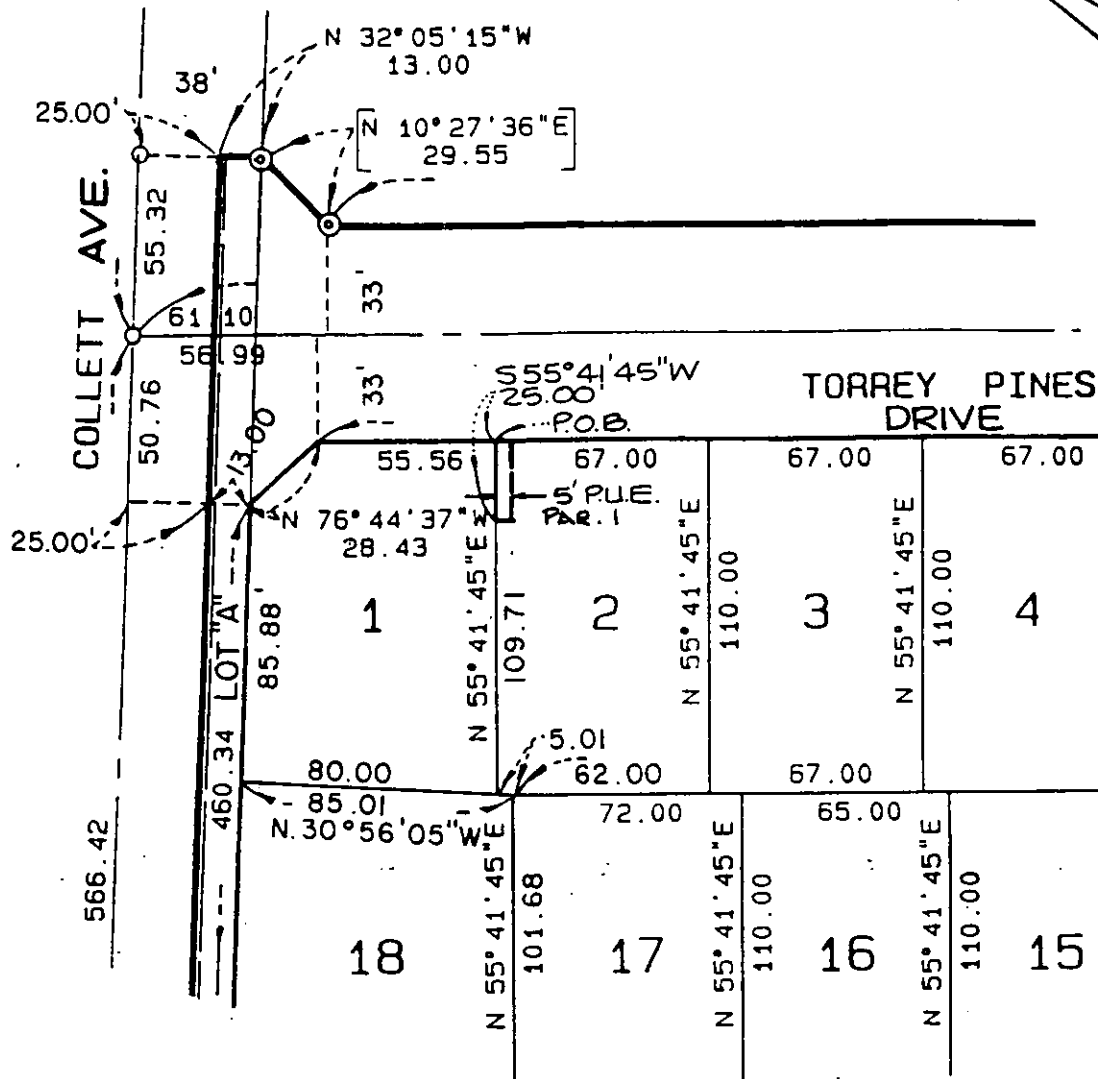 N 32°05'15"W
13.00
38'
25.00'
N 10°27'36"E
29.55
COLLETT AVE.
55.32
33'
61.10
56.99
50.76
33'
S55°41'45"W
25.00'
P.O.B.
TORREY PINES
DRIVE
13.00
55.56
67.00
67.00
67.00
5' P.U.E.
PAR. 1
N 76°44'37"W
28.43
25.00'
LOT "A"
85.88'
1
N 55°41'45"E
109.71
2
N 55°41'45"E
110.00
3
N 55°41'45"E
110.00
4
5.01
80.00
62.00
67.00
85.01
N.30°56'05"W
72.00
65.00
460.34
566.42
18
N 55°41'45"E
101.68
17
N 55°41'45"E
110.00
16
N 55°41'45"E
110.00
15